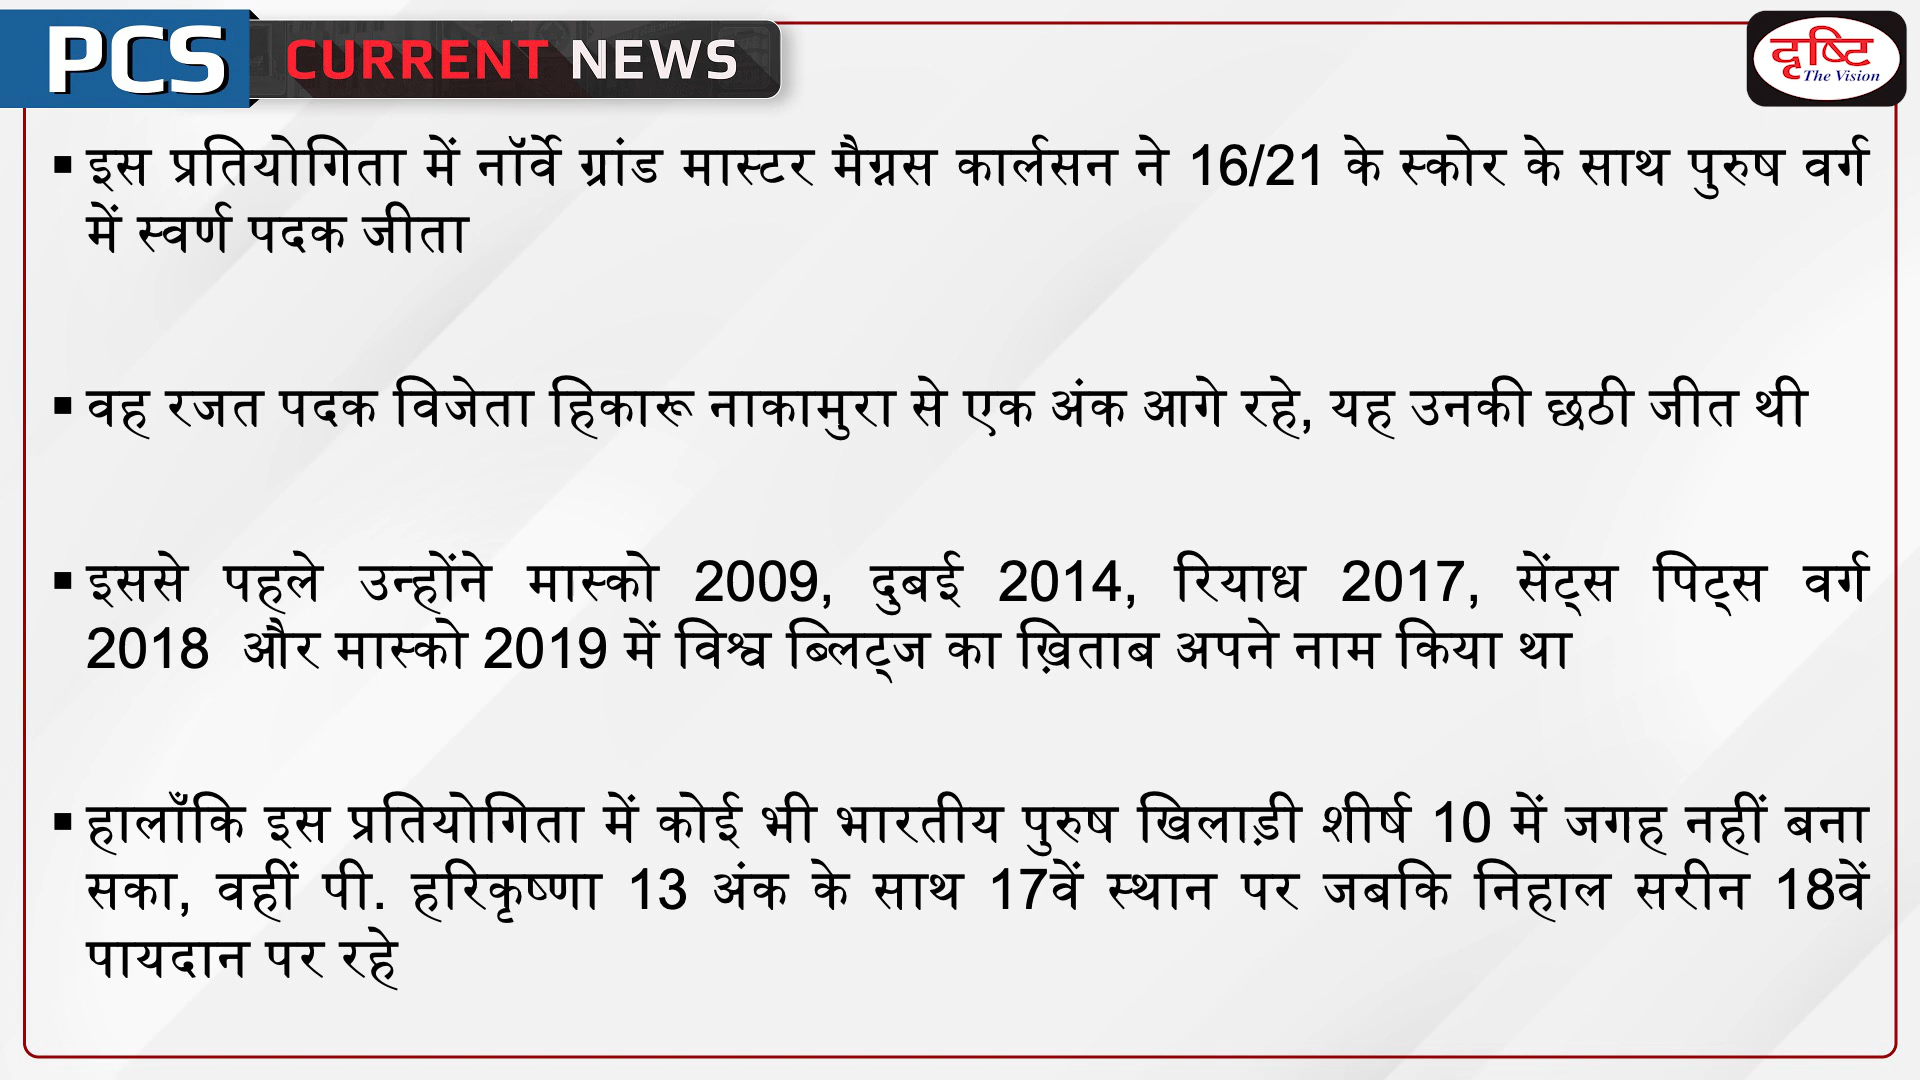 PCS CURRENT NEWS
दृष्टि
The Vision
▪ इस प्रतियोगिता में नॉर्वे ग्रांड मास्टर मैग्नस कार्लसन ने 16/21 के स्कोर के साथ पुरुष वर्ग
में स्वर्ण पदक जीता
▪ वह रजत पदक विजेता हिकारू नाकामुरा से एक अंक आगे रहे, यह उनकी छठी जीत थी
▪ इससे पहले उन्होंने मास्को 2009, दुबई 2014, रियाध 2017, सेंट्स पिट्स वर्ग
2018 और मास्को 2019 में विश्व ब्लिट्ज का ख़िताब अपने नाम किया था
▪ हालाँकि इस प्रतियोगिता में कोई भी भारतीय पुरुष खिलाड़ी शीर्ष 10 में जगह नहीं बना
सका, वहीं पी. हरिकृष्णा 13 अंक के साथ 17वें स्थान पर जबकि निहाल सरीन 18वें
पायदान पर रहे